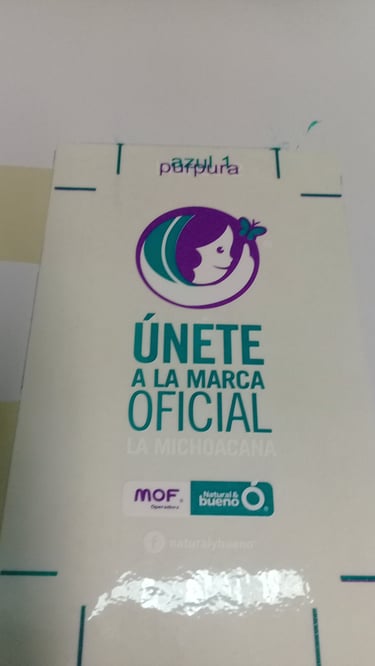 azul 1
purpura
ÚNETE
A LA MARCA
OFICIAL
LA MICHOACANA
MOF®
Operadora
Natural &
bueno Ó®
f naturalybueno